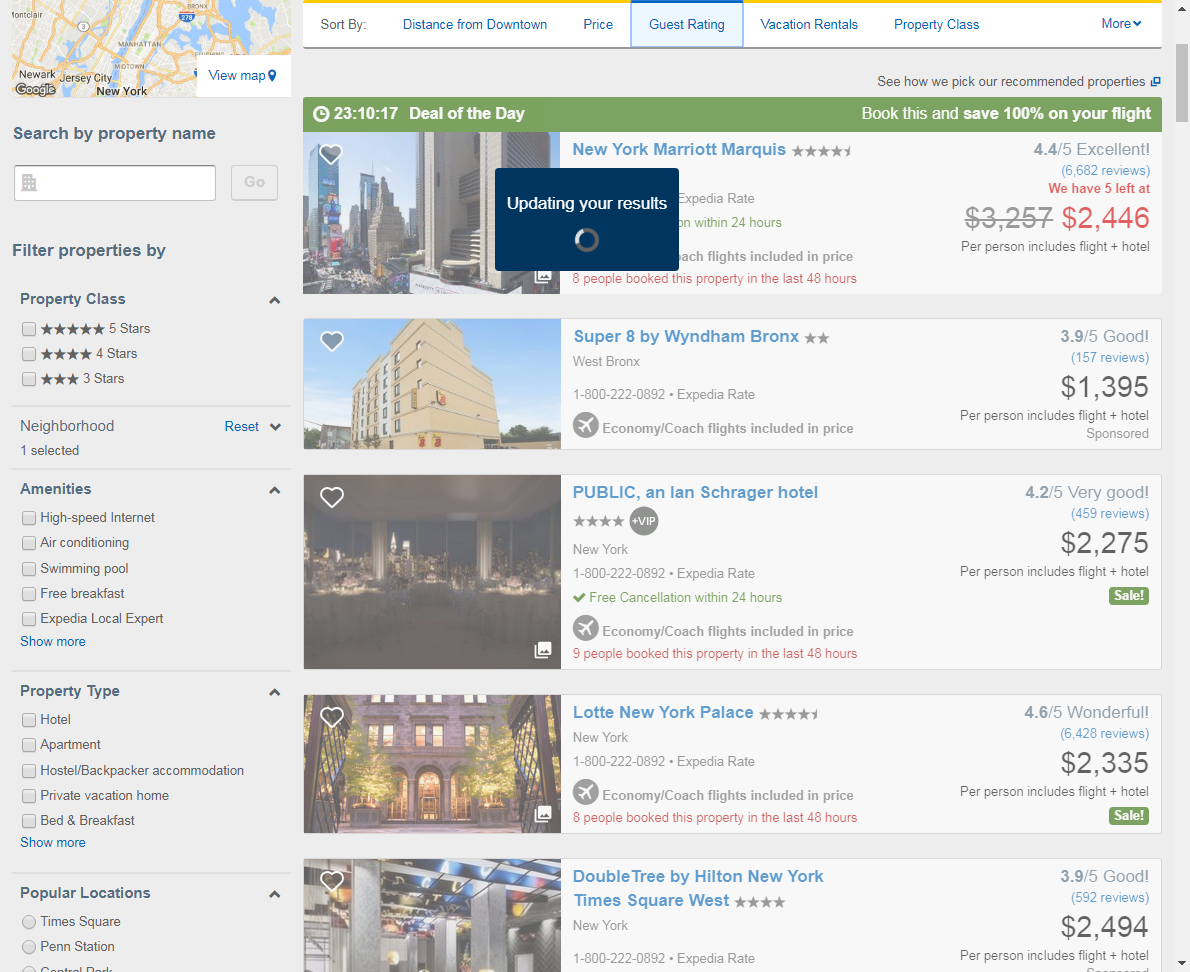 Montclair
BRONX
278
3
MANHATTAN
MIDTOWN
Newark
Jersey City
New York
Google
View map
Search by property name
Go
Filter properties by
Property Class
5 Stars
4 Stars
3 Stars
Neighborhood
Reset
1 selected
Amenities
High-speed Internet
Air conditioning
Swimming pool
Free breakfast
Expedia Local Expert
Show more
Property Type
Hotel
Apartment
Hostel/Backpacker accommodation
Private vacation home
Bed & Breakfast
Show more
Popular Locations
Times Square
Penn Station
Central Park
Sort By:
Distance from Downtown
Price
Guest Rating
Vacation Rentals
Property Class
More
See how we pick our recommended properties
23:10:17 Deal of the Day
Book this and save 100% on your flight
New York Marriott Marquis
4.4/5 Excellent!
(6,682 reviews)
We have 5 left at
$3,257 $2,446
Per person includes flight + hotel
Updating your results
Expedia Rate
within 24 hours
flights included in price
8 people booked this property in the last 48 hours
Super 8 by Wyndham Bronx
West Bronx
1-800-222-0892 • Expedia Rate
Economy/Coach flights included in price
3.9/5 Good!
(157 reviews)
$1,395
Per person includes flight + hotel
Sponsored
PUBLIC, an Ian Schrager hotel
+VIP
New York
1-800-222-0892 • Expedia Rate
Free Cancellation within 24 hours
Economy/Coach flights included in price
9 people booked this property in the last 48 hours
4.2/5 Very good!
(459 reviews)
$2,275
Per person includes flight + hotel
Sale!
Lotte New York Palace
New York
1-800-222-0892 • Expedia Rate
Economy/Coach flights included in price
8 people booked this property in the last 48 hours
4.6/5 Wonderful!
(6,428 reviews)
$2,335
Per person includes flight + hotel
Sale!
DoubleTree by Hilton New York
Times Square West
New York
1-800-222-0892 • Expedia Rate
3.9/5 Good!
(592 reviews)
$2,494
Per person includes flight + hotel
Sponsored